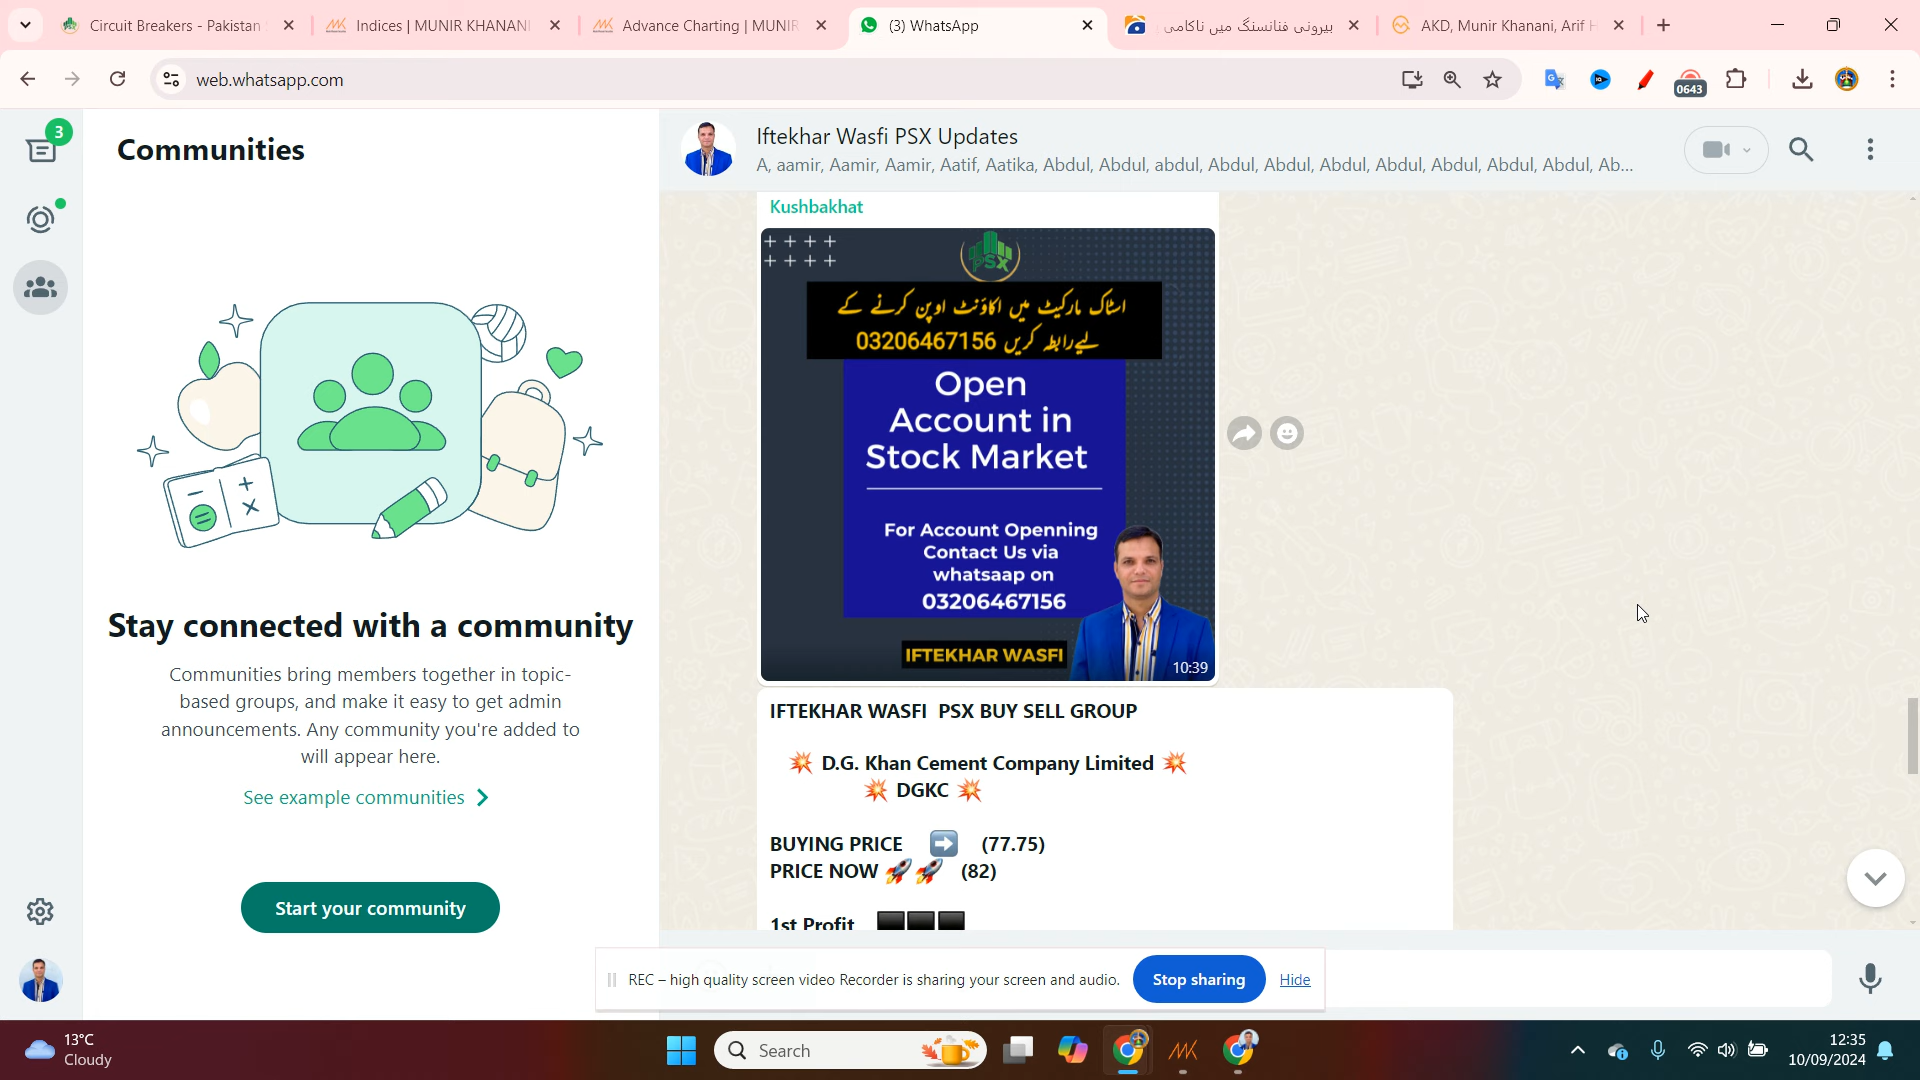 Circuit Breakers - Pakistan
Indices | MUNIR KHANANI
Advance Charting | MUNIR
(3) WhatsApp
بیرونی فنانسنگ میں ناکامی
AKD, Munir Khanani, Arif H
web.whatsapp.com
0643
3
Communities
Iftekhar Wasfi PSX Updates
A, aamir, Aamir, Aamir, Aatif, Aatika, Abdul, Abdul, abdul, Abdul, Abdul, Abdul, Abdul, Abdul, Abdul, Abdul, Ab...
Kushbakhat
PSX
اسٹاک مارکیٹ میں اکاؤنٹ اوپن کرنے کے
لیےرابطہ کریں 03206467156
Open
Account in
Stock Market
For Account Openning
Contact Us via
whatsaap on
03206467156
IFTEKHAR WASFI
10:39
Stay connected with a community
Communities bring members together in topic-
based groups, and make it easy to get admin
announcements. Any community you're added to
will appear here.
See example communities
Start your community
IFTEKHAR WASFI PSX BUY SELL GROUP
💥 D.G. Khan Cement Company Limited 💥
💥 DGKC 💥
BUYING PRICE ➡️ (77.75)
PRICE NOW 🚀🚀 (82)
1st Profit ⬛⬛⬛
REC – high quality screen video Recorder is sharing your screen and audio.
Stop sharing
Hide
13°C
Cloudy
Search
12:35
10/09/2024